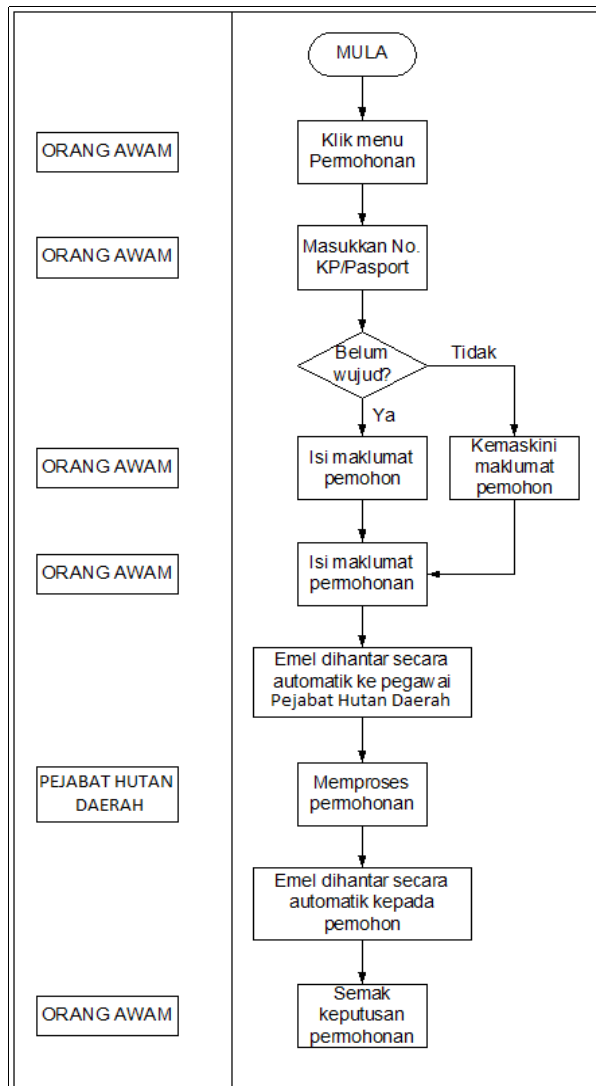 MULA
ORANG AWAM
Klik menu
Permohonan
ORANG AWAM
Masukkan No.
KP/Pasport
Belum
wujud?
Tidak
Ya
ORANG AWAM
Isi maklumat
pemohon
Kemaskini
maklumat
pemohon
ORANG AWAM
Isi maklumat
permohonan
Emel dihantar secara
automatik ke pegawai
Pejabat Hutan Daerah
PEJABAT HUTAN
DAERAH
Memproses
permohonan
Emel dihantar secara
automatik kepada
pemohon
ORANG AWAM
Semak
keputusan
permohonan